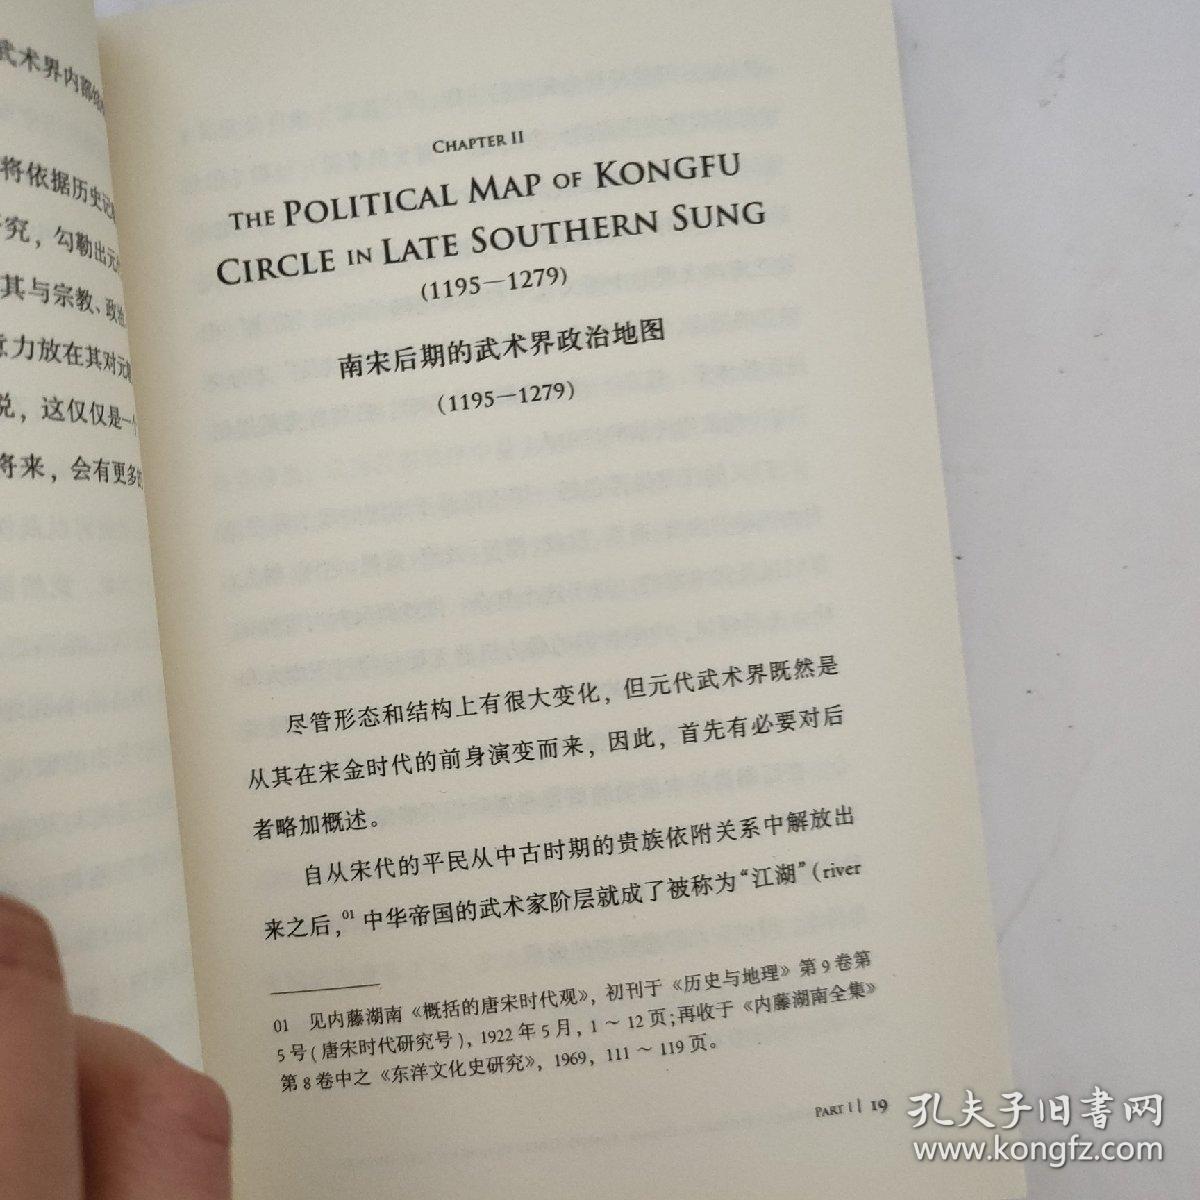 武术界内部
将依据历史记
究，勾勒出元
其与宗教、政治
意力放在其对元
说，这仅仅是一个
将来，会有更多
CHAPTER II
THE POLITICAL MAP OF KONGFU
CIRCLE IN LATE SOUTHERN SUNG
(1195－1279)
南宋后期的武术界政治地图
(1195－1279)
尽管形态和结构上有很大变化，但元代武术界既然是
从其在宋金时代的前身演变而来，因此，首先有必要对后
者略加概述。
自从宋代的平民从中古时期的贵族依附关系中解放出
来之后，01 中华帝国的武术家阶层就成了被称为“江湖”(river
01 见内藤湖南《概括的唐宋时代观》，初刊于《历史与地理》第9卷第
5号(唐宋时代研究号)，1922年5月，1～12页；再收于《内藤湖南全集》
第8卷中之《东洋文化史研究》，1969，111～119页。
PART I | 19
孔夫子旧书网
www.kongfz.com